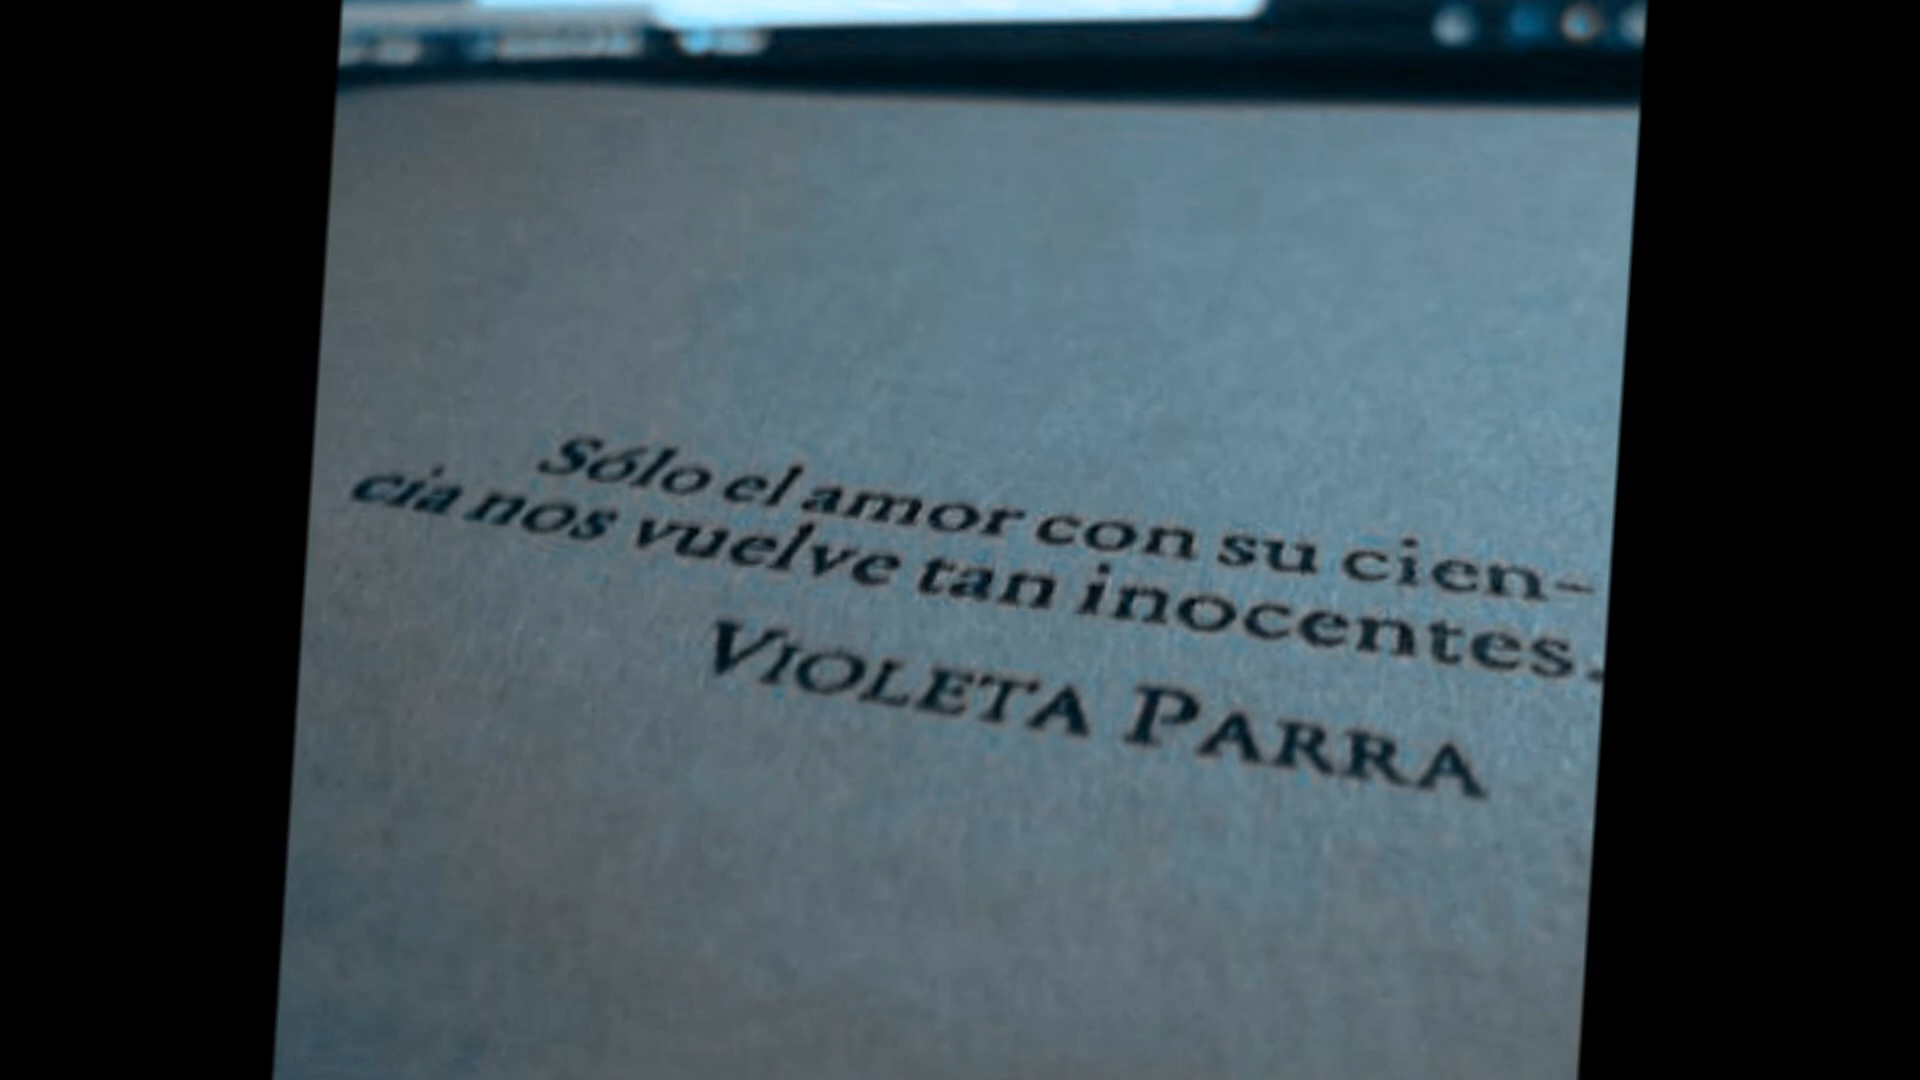 Sólo el amor con su cien-
cia nos vuelve tan inocentes.
VIOLETA PARRA